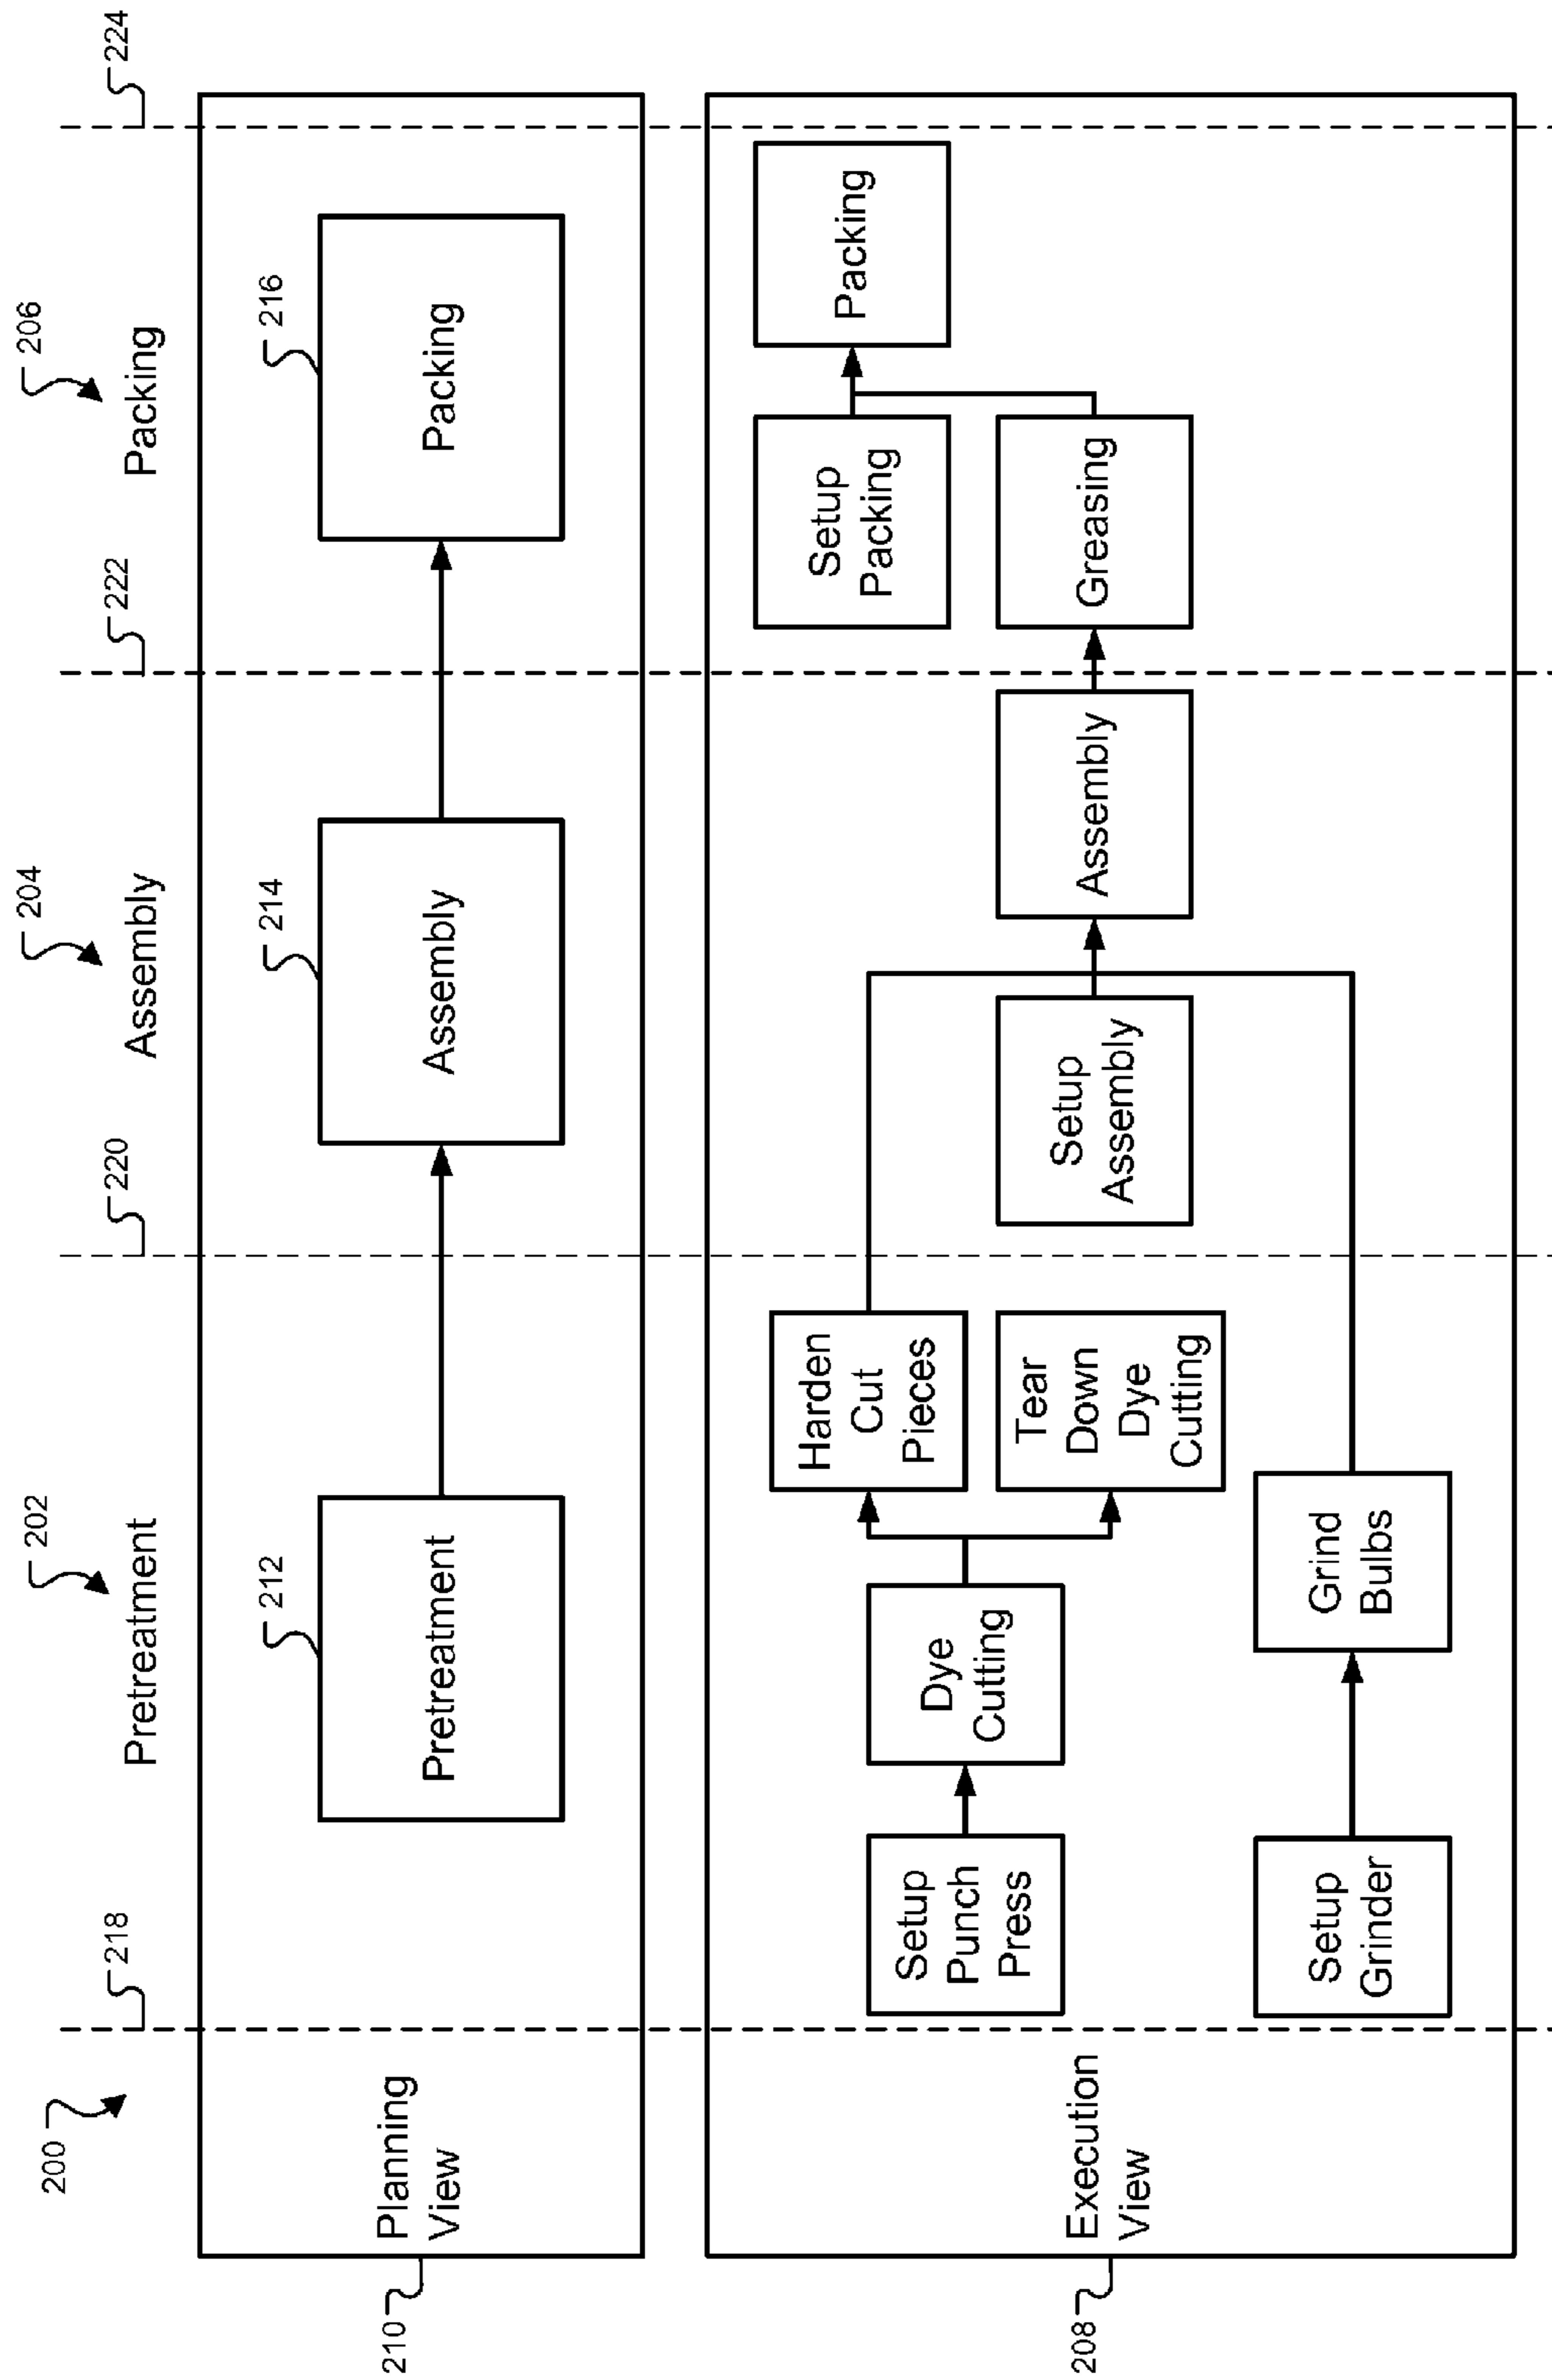 200
218
202
Pretreatment
220
204
Assembly
222
206
Packing
224
210
Planning
View
212
Pretreatment
214
Assembly
216
Packing
208
Execution
View
Setup
Punch
Press
Dye
Cutting
Harden
Cut
Pieces
Tear
Down
Dye
Cutting
Setup
Grinder
Grind
Bulbs
Setup
Assembly
Assembly
Setup
Packing
Greasing
Packing